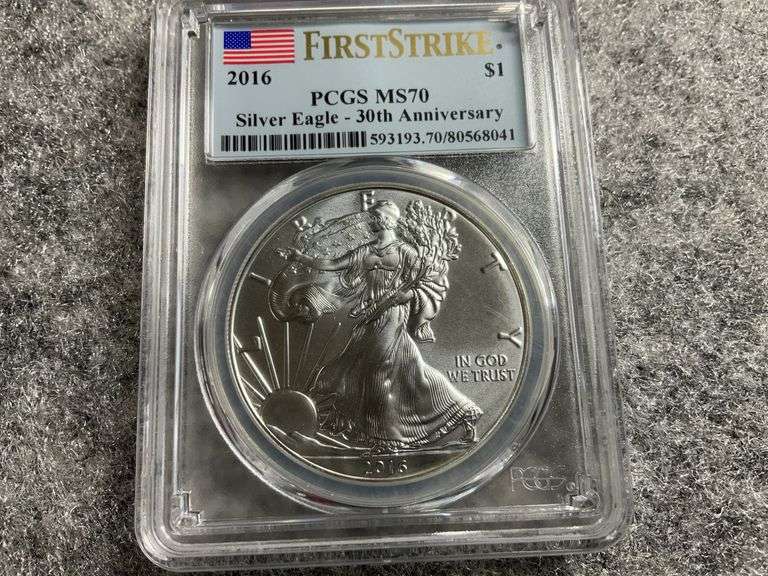 FIRSTSTRIKE®
2016 $1
PCGS MS70
Silver Eagle - 30th Anniversary
593193.70/80568041
LIBERTY
IN GOD
WE TRUST
2016
PCGS